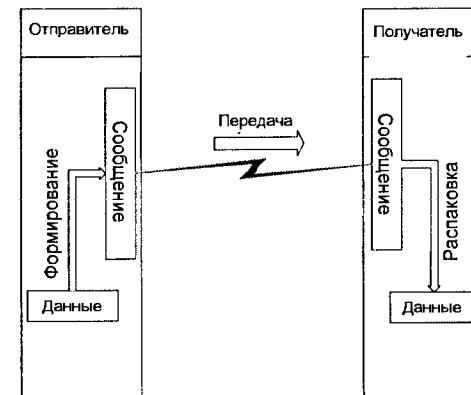 Отправитель
Получатель
Передача
Сообщение
Формирование
Данные
Сообщение
Распаковка
Данные